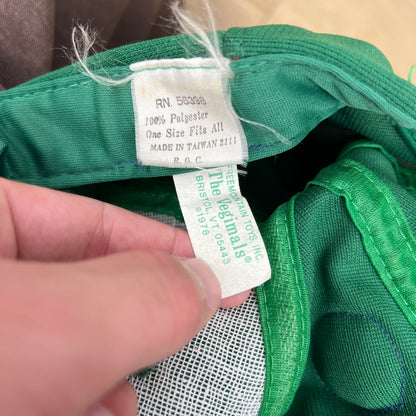 RN. 56398
100% Polyester
One Size Fits All
MADE IN TAIWAN 2111
R.O.C.
FREEMOUNTAIN TOYS, INC.
The Vegimals®
BRISTOL, VT. 05443
©1978